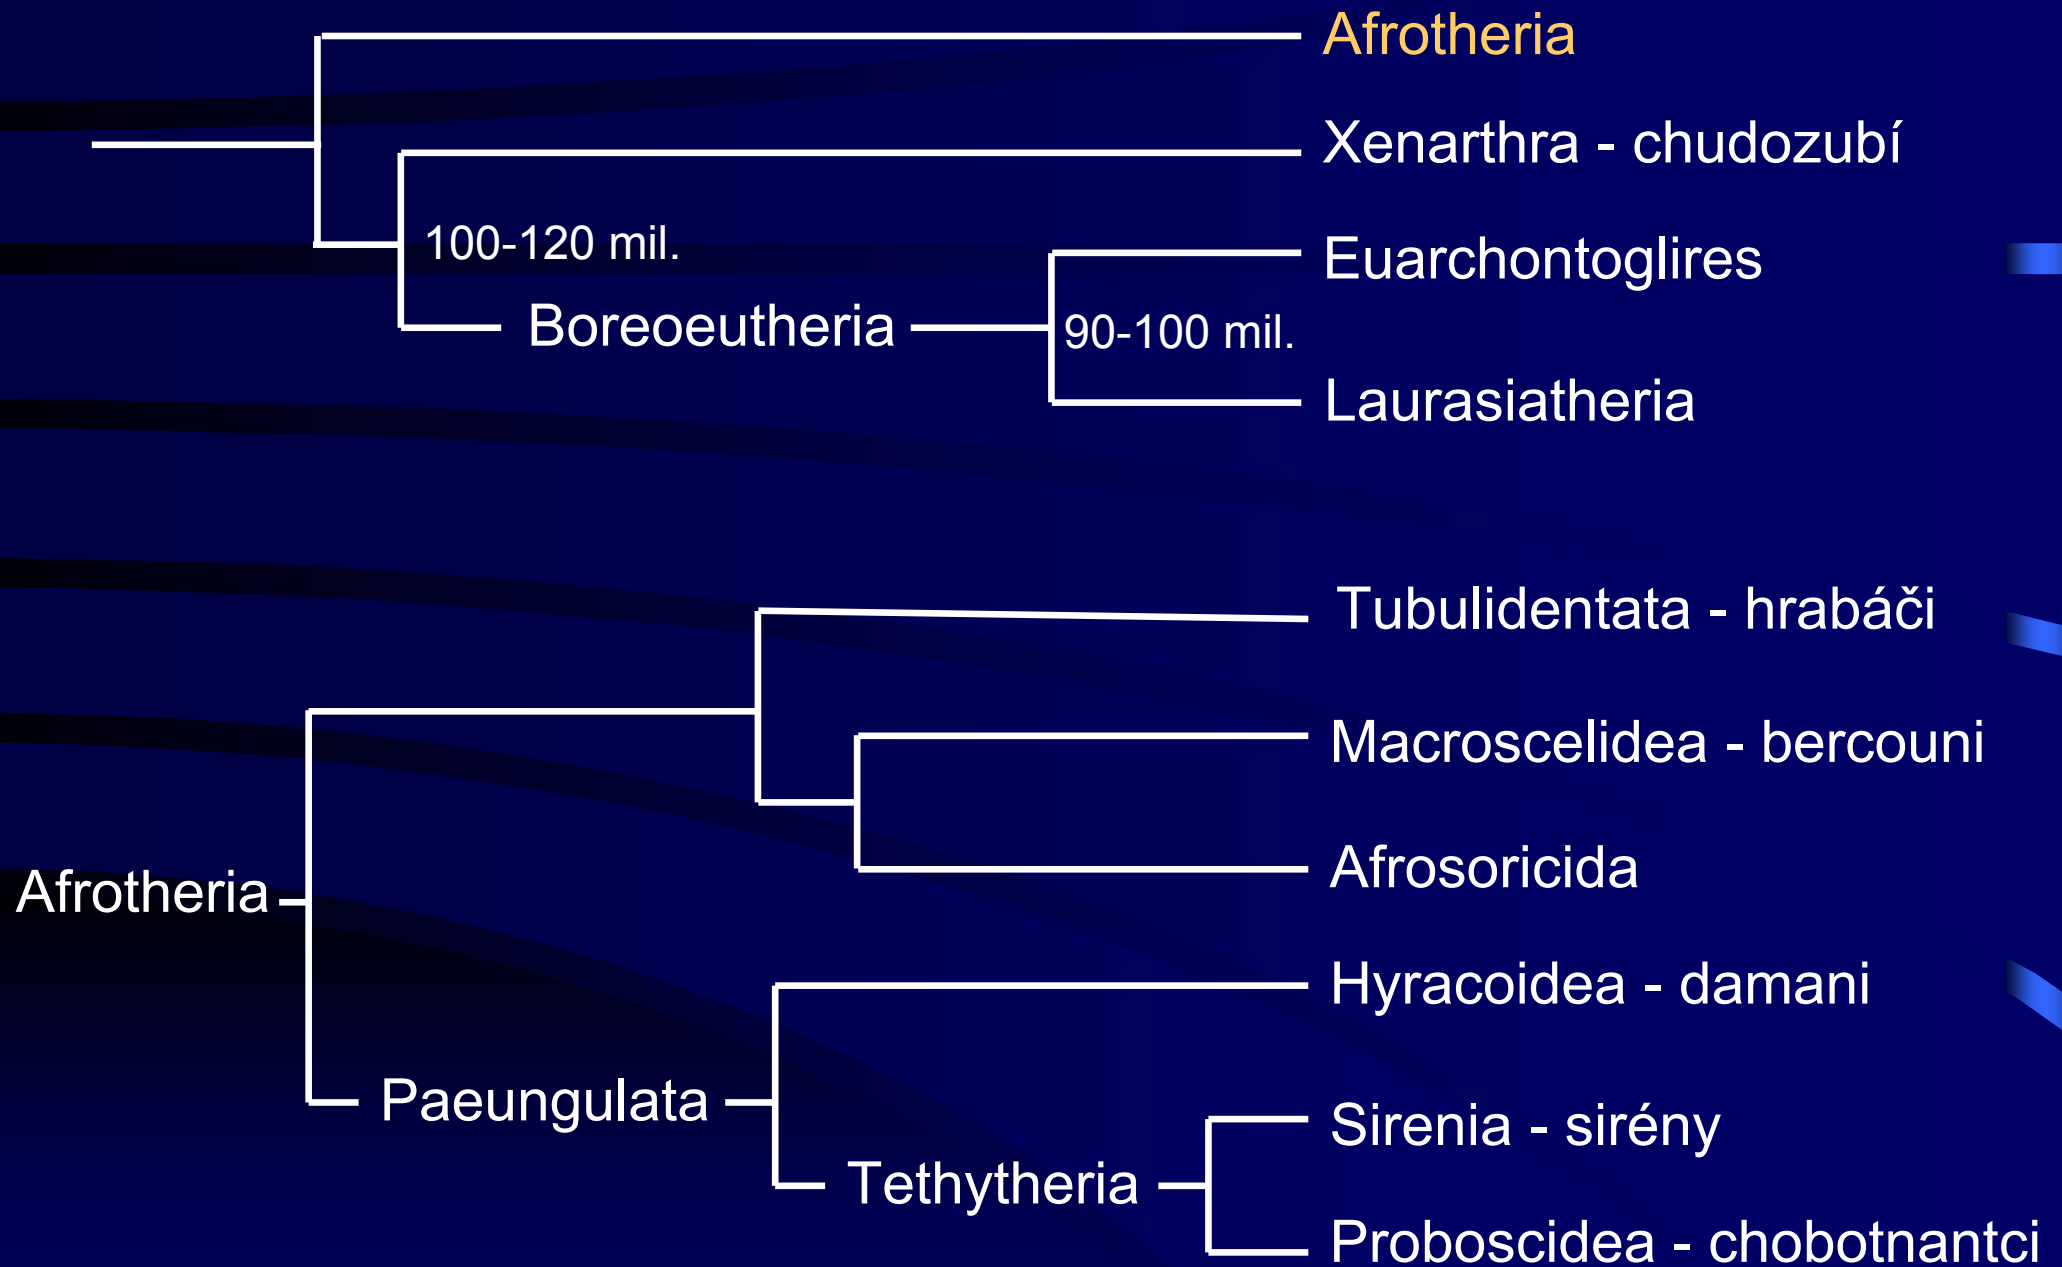 Afrotheria
Xenarthra - chudozubí
100-120 mil.
Euarchontoglires
Boreoeutheria
90-100 mil.
Laurasiatheria
Tubulidentata - hrabáči
Macroscelidea - bercouni
Afrosoricida
Afrotheria
Hyracoidea - damani
Paeungulata
Sirenia - sirény
Tethytheria
Proboscidea - chobotnantci